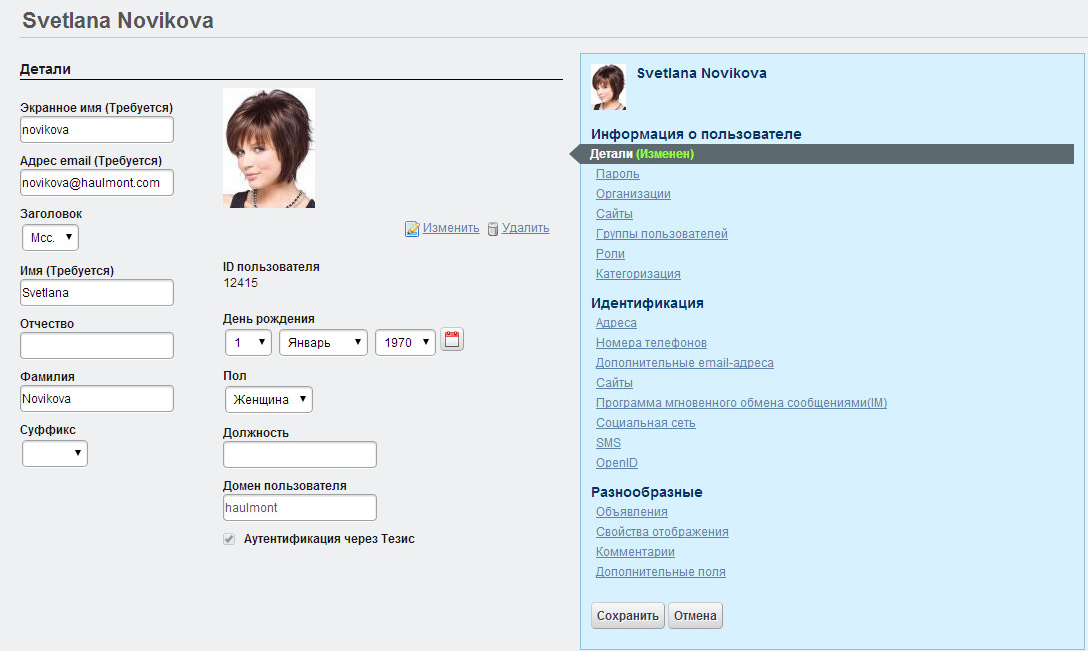 Svetlana Novikova
Детали
Экранное имя (Требуется)
novikova
Адрес email (Требуется)
novikova@haulmont.com
Заголовок
Мсс.
Имя (Требуется)
Svetlana
Отчество
Фамилия
Novikova
Суффикс
Изменить Удалить
ID пользователя
12415
День рождения
1 Январь 1970
Пол
Женщина
Должность
Домен пользователя
haulmont
Аутентификация через Тезис
Svetlana Novikova
Информация о пользователе
Детали (Изменен)
Пароль
Организации
Сайты
Группы пользователей
Роли
Категоризация
Идентификация
Адреса
Номера телефонов
Дополнительные email-адреса
Сайты
Программа мгновенного обмена сообщениями(IM)
Социальная сеть
SMS
OpenID
Разнообразные
Объявления
Свойства отображения
Комментарии
Дополнительные поля
Сохранить Отмена